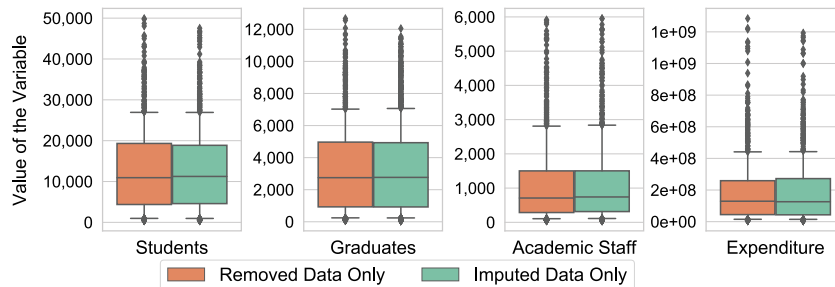 Value of the Variable
50,000
40,000
30,000
20,000
10,000
0
Students
12,000
10,000
8,000
6,000
4,000
2,000
0
Graduates
6,000
5,000
4,000
3,000
2,000
1,000
0
Academic Staff
1e+09
1e+09
8e+08
6e+08
4e+08
2e+08
0e+00
Expenditure
Removed Data Only
Imputed Data Only